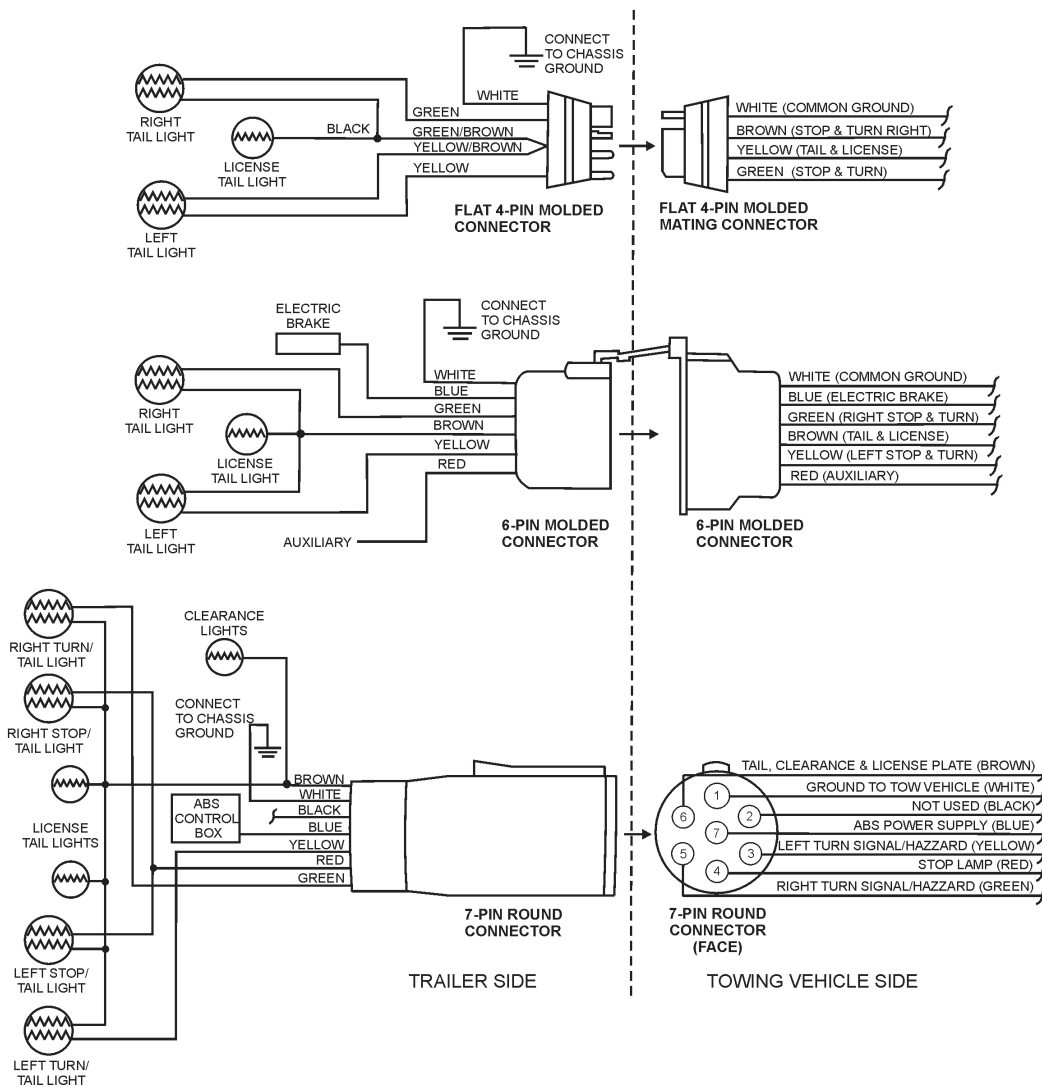 CONNECT
TO CHASSIS
GROUND
WHITE
GREEN
RIGHT
TAIL LIGHT
BLACK
GREEN/BROWN
YELLOW/BROWN
LICENSE
TAIL LIGHT
YELLOW
LEFT
TAIL LIGHT
FLAT 4-PIN MOLDED
CONNECTOR
WHITE (COMMON GROUND)
BROWN (STOP & TURN RIGHT)
YELLOW (TAIL & LICENSE)
GREEN (STOP & TURN)
FLAT 4-PIN MOLDED
MATING CONNECTOR
ELECTRIC
BRAKE
CONNECT
TO CHASSIS
GROUND
WHITE
BLUE
GREEN
BROWN
YELLOW
RED
RIGHT
TAIL LIGHT
LICENSE
TAIL LIGHT
LEFT
TAIL LIGHT
AUXILIARY
6-PIN MOLDED
CONNECTOR
WHITE (COMMON GROUND)
BLUE (ELECTRIC BRAKE)
GREEN (RIGHT STOP & TURN)
BROWN (TAIL & LICENSE)
YELLOW (LEFT STOP & TURN)
RED (AUXILIARY)
6-PIN MOLDED
CONNECTOR
RIGHT TURN/
TAIL LIGHT
CLEARANCE
LIGHTS
RIGHT STOP/
TAIL LIGHT
CONNECT
TO CHASSIS
GROUND
LICENSE
TAIL LIGHTS
ABS
CONTROL
BOX
BROWN
WHITE
BLACK
BLUE
YELLOW
RED
GREEN
LEFT STOP/
TAIL LIGHT
LEFT TURN/
TAIL LIGHT
7-PIN ROUND
CONNECTOR
TAIL, CLEARANCE & LICENSE PLATE (BROWN)
GROUND TO TOW VEHICLE (WHITE)
NOT USED (BLACK)
ABS POWER SUPPLY (BLUE)
LEFT TURN SIGNAL/HAZZARD (YELLOW)
STOP LAMP (RED)
RIGHT TURN SIGNAL/HAZZARD (GREEN)
1
6
2
7
5
3
4
7-PIN ROUND
CONNECTOR
(FACE)
TRAILER SIDE
TOWING VEHICLE SIDE